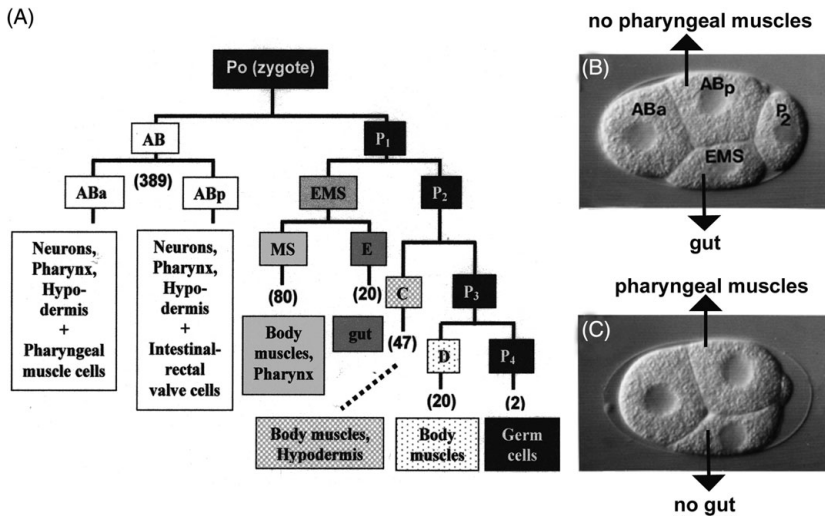 (A)
Po (zygote)
AB
P1
(389)
ABa
ABp
EMS
P2
MS
E
(80)
(20)
C
P3
(47)
D
P4
(20)
(2)
Neurons,
Pharynx,
Hypo-
dermis
+
Pharyngeal
muscle cells
Neurons,
Pharynx,
Hypo-
dermis
+
Intestinal-
rectal
valve cells
Body
muscles,
Pharynx
gut
Body muscles,
Hypodermis
Body
muscles
Germ
cells
no pharyngeal muscles
(B)
ABa
ABp
P2
EMS
gut
pharyngeal muscles
(C)
no gut